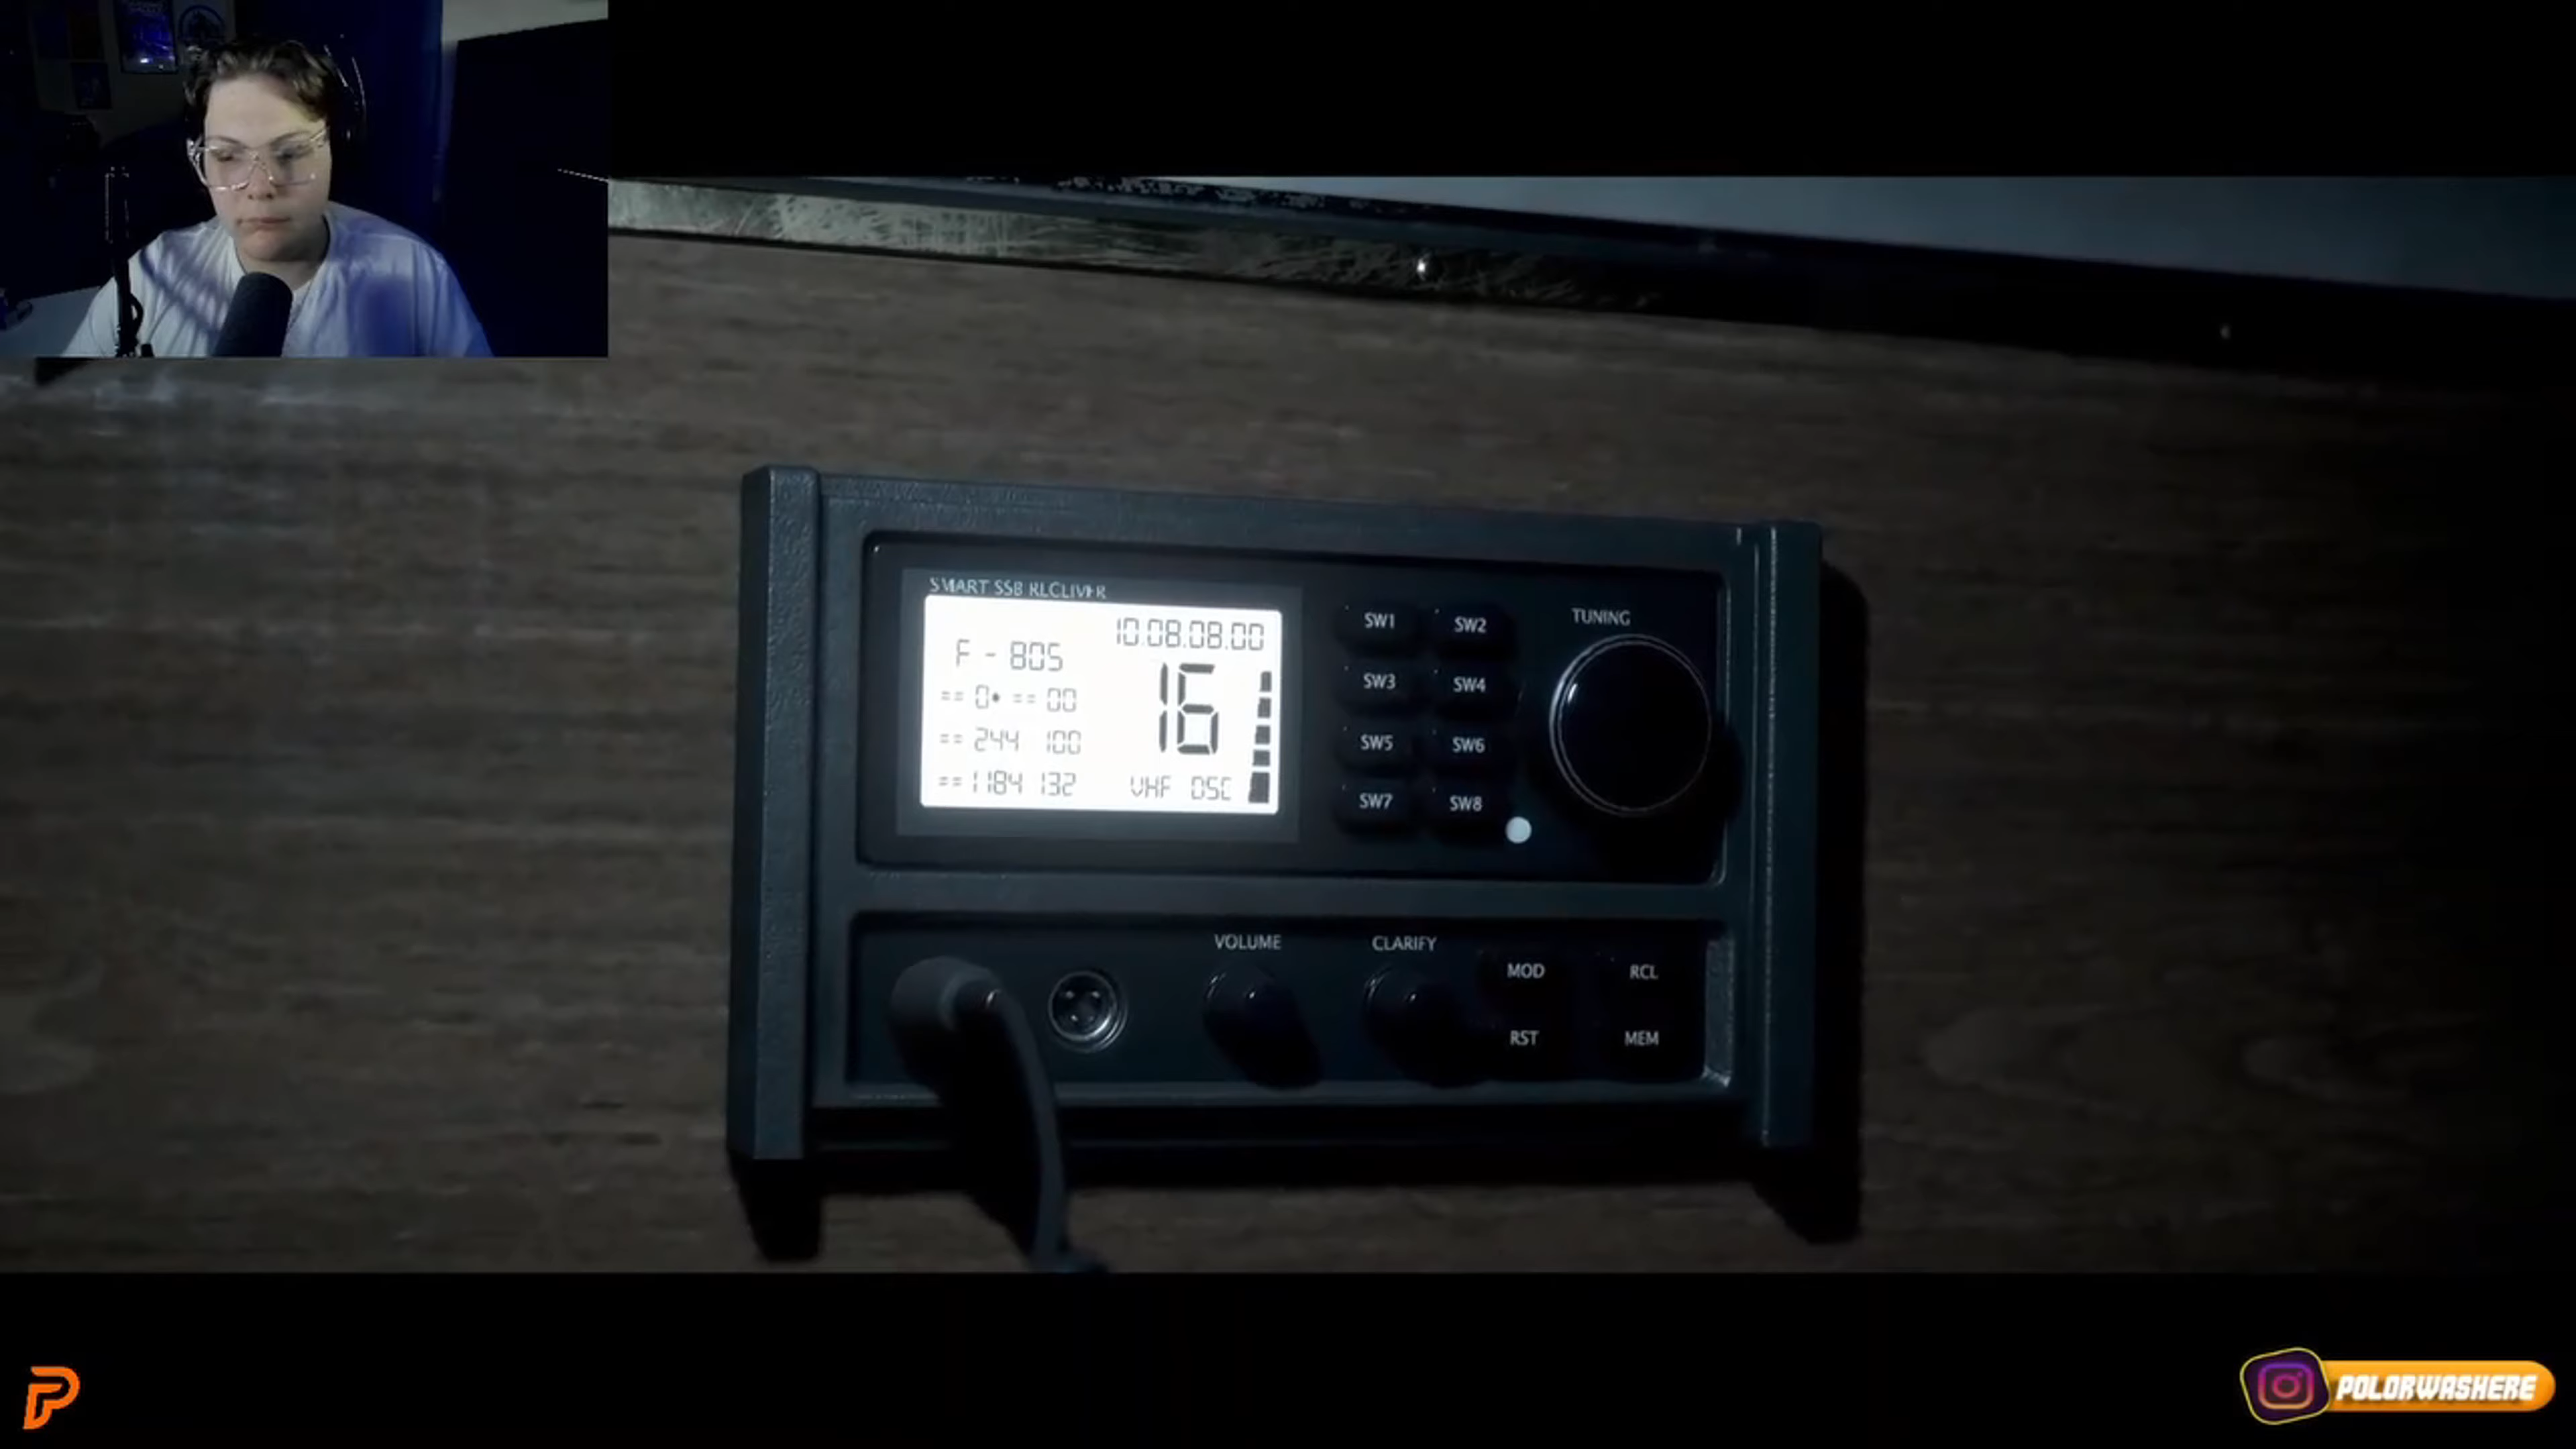 SMART SSB RECEIVER
10:08.08.00
F - 805
== 0• == 00
== 244 100
==1184 132
16
VHF DSC
SW1 SW2
SW3 SW4
SW5 SW6
SW7 SW8
TUNING
VOLUME CLARIFY
MOD RCL
RST MEM
POLORWASHERE